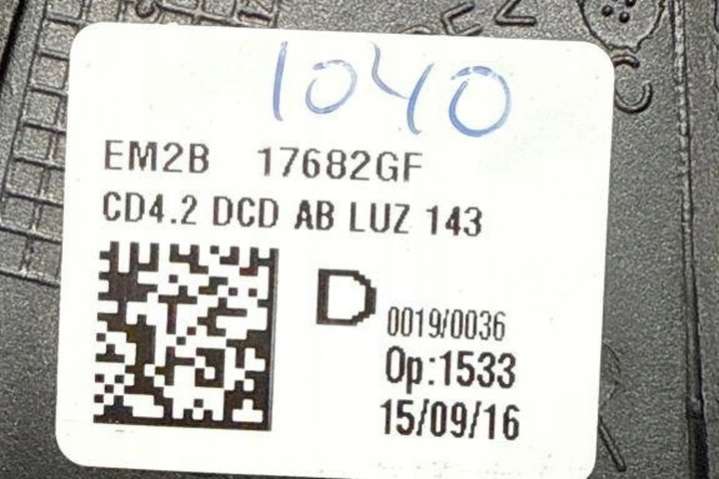 1040
EM2B 17682GF
CD4.2 DCD AB LUZ 143
D
0019/0036
Op:1533
15/09/16